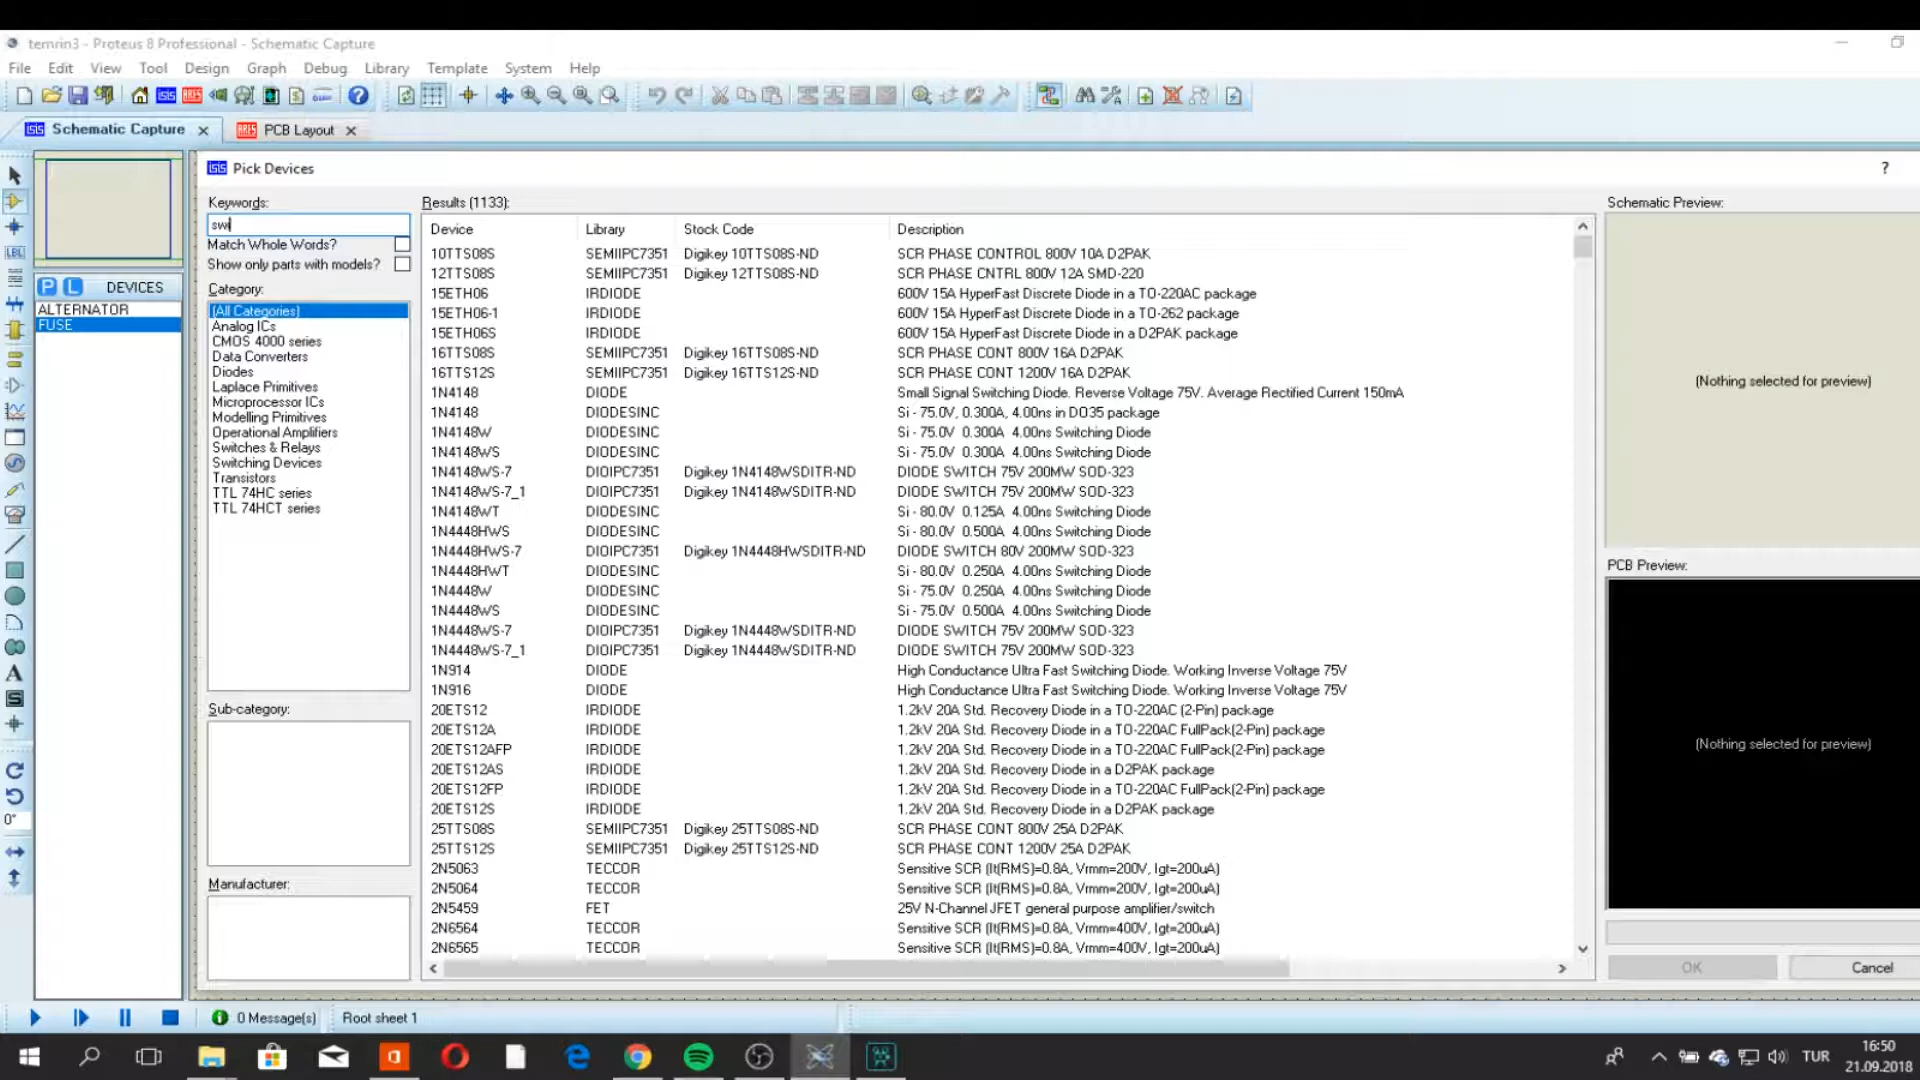 temrin3 - Proteus 8 Professional - Schematic Capture
File Edit View Tool Design Graph Debug Library Template System Help
Schematic Capture
PCB Layout
Pick Devices
?
Keywords:
swi
Match Whole Words?
Show only parts with models?
Category:
(All Categories)
Analog ICs
CMOS 4000 series
Data Converters
Diodes
Laplace Primitives
Microprocessor ICs
Modelling Primitives
Operational Amplifiers
Switches & Relays
Switching Devices
Transistors
TTL 74HC series
TTL 74HCT series
Sub-category:
Manufacturer:
P L DEVICES
ALTERNATOR
FUSE
LBL
A
S
0°
Results (1133):
Device Library Stock Code Description
10TTS08S SEMIIPC7351 Digikey 10TTS08S-ND SCR PHASE CONTROL 800V 10A D2PAK
12TTS08S SEMIIPC7351 Digikey 12TTS08S-ND SCR PHASE CNTRL 800V 12A SMD-220
15ETH06 IRDIODE 600V 15A HyperFast Discrete Diode in a TO-220AC package
15ETH06-1 IRDIODE 600V 15A HyperFast Discrete Diode in a TO-262 package
15ETH06S IRDIODE 600V 15A HyperFast Discrete Diode in a D2PAK package
16TTS08S SEMIIPC7351 Digikey 16TTS08S-ND SCR PHASE CONT 800V 16A D2PAK
16TTS12S SEMIIPC7351 Digikey 16TTS12S-ND SCR PHASE CONT 1200V 16A D2PAK
1N4148 DIODE Small Signal Switching Diode. Reverse Voltage 75V. Average Rectified Current 150mA
1N4148 DIODESINC Si - 75.0V, 0.300A, 4.00ns in DO35 package
1N4148W DIODESINC Si - 75.0V 0.300A 4.00ns Switching Diode
1N4148WS DIODESINC Si - 75.0V 0.300A 4.00ns Switching Diode
1N4148WS-7 DIOIPC7351 Digikey 1N4148WSDITR-ND DIODE SWITCH 75V 200MW SOD-323
1N4148WS-7_1 DIOIPC7351 Digikey 1N4148WSDITR-ND DIODE SWITCH 75V 200MW SOD-323
1N4148WT DIODESINC Si - 80.0V 0.125A 4.00ns Switching Diode
1N4448HWS DIODESINC Si - 80.0V 0.500A 4.00ns Switching Diode
1N4448HWS-7 DIOIPC7351 Digikey 1N4448HWSDITR-ND DIODE SWITCH 80V 200MW SOD-323
1N4448HWT DIODESINC Si - 80.0V 0.250A 4.00ns Switching Diode
1N4448W DIODESINC Si - 75.0V 0.250A 4.00ns Switching Diode
1N4448WS DIODESINC Si - 75.0V 0.500A 4.00ns Switching Diode
1N4448WS-7 DIOIPC7351 Digikey 1N4448WSDITR-ND DIODE SWITCH 75V 200MW SOD-323
1N4448WS-7_1 DIOIPC7351 Digikey 1N4448WSDITR-ND DIODE SWITCH 75V 200MW SOD-323
1N914 DIODE High Conductance Ultra Fast Switching Diode. Working Inverse Voltage 75V
1N916 DIODE High Conductance Ultra Fast Switching Diode. Working Inverse Voltage 75V
20ETS12 IRDIODE 1.2kV 20A Std. Recovery Diode in a TO-220AC (2-Pin) package
20ETS12A IRDIODE 1.2kV 20A Std. Recovery Diode in a TO-220AC FullPack(2-Pin) package
20ETS12AFP IRDIODE 1.2kV 20A Std. Recovery Diode in a TO-220AC FullPack(2-Pin) package
20ETS12AS IRDIODE 1.2kV 20A Std. Recovery Diode in a D2PAK package
20ETS12FP IRDIODE 1.2kV 20A Std. Recovery Diode in a TO-220AC FullPack(2-Pin) package
20ETS12S IRDIODE 1.2kV 20A Std. Recovery Diode in a D2PAK package
25TTS08S SEMIIPC7351 Digikey 25TTS08S-ND SCR PHASE CONT 800V 25A D2PAK
25TTS12S SEMIIPC7351 Digikey 25TTS12S-ND SCR PHASE CONT 1200V 25A D2PAK
2N5063 TECCOR Sensitive SCR (It(RMS)=0.8A, Vrmm=200V, Igt=200uA)
2N5064 TECCOR Sensitive SCR (It(RMS)=0.8A, Vrmm=200V, Igt=200uA)
2N5459 FET 25V N-Channel JFET general purpose amplifier/switch
2N6564 TECCOR Sensitive SCR (It(RMS)=0.8A, Vrmm=400V, Igt=200uA)
2N6565 TECCOR Sensitive SCR (It(RMS)=0.8A, Vrmm=400V, Igt=200uA)
Schematic Preview:
(Nothing selected for preview)
PCB Preview:
(Nothing selected for preview)
OK Cancel
0 Message(s) Root sheet 1
TUR
16:50
21.09.2018